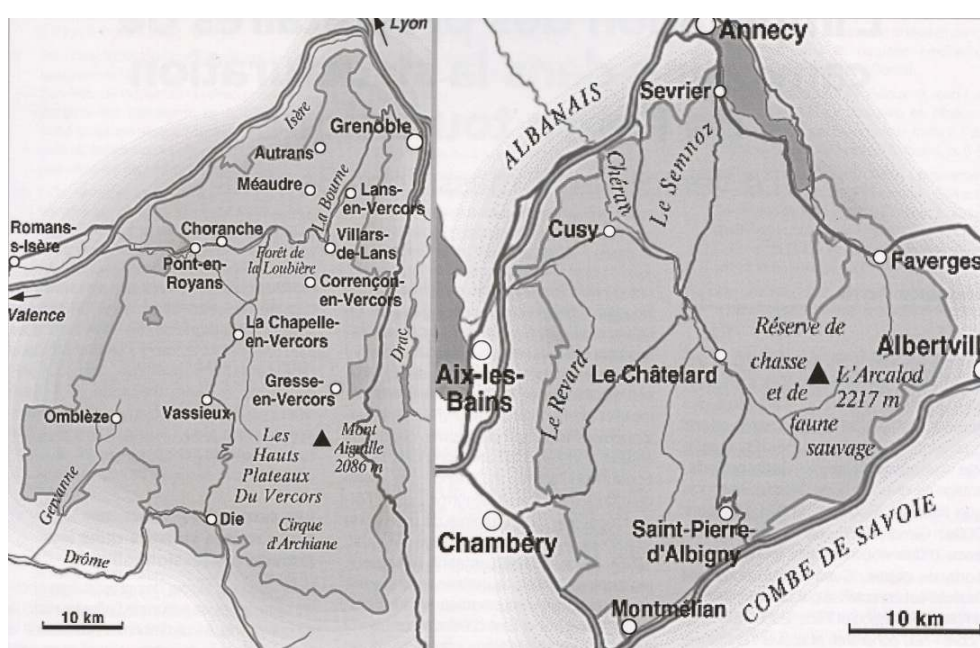 Lyon
Isère
Grenoble
Autrans
Méaudre
La Bourne
Lans-
en-Vercors
Romans-
s-Isère
Choranche
Villars-
de-Lans
Forêt de
la Loubière
Pont-en-
Royans
Corrençon-
en-Vercors
Valence
La Chapelle-
en-Vercors
Drac
Gresse-
en-Vercors
Vassieux
Omblèze
Mont
Aiguille
2086 m
Les
Hauts
Plateaux
Du Vercors
Gervanne
Die
Cirque
d'Archiane
Drôme
10 km
Annecy
Sevrier
ALBANAIS
Chéran
Le Semnoz
Cusy
Faverges
Réserve de
chasse
et de
faune
sauvage
Albertvill
L'Arcalod
2217 m
Aix-les-
Bains
Le Châtelard
Le Revard
Chambéry
Saint-Pierre-
d'Albigny
COMBE DE SAVOIE
Montmélian
10 km